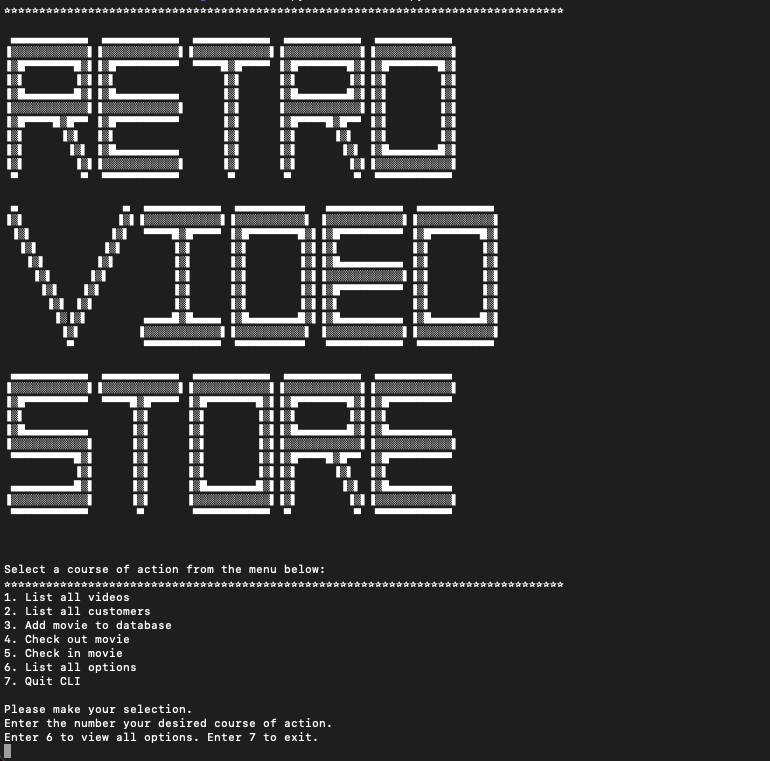 RETRO
VIDEO
STORE
Select a course of action from the menu below:
1. List all videos
2. List all customers
3. Add movie to database
4. Check out movie
5. Check in movie
6. List all options
7. Quit CLI
Please make your selection.
Enter the number your desired course of action.
Enter 6 to view all options. Enter 7 to exit.